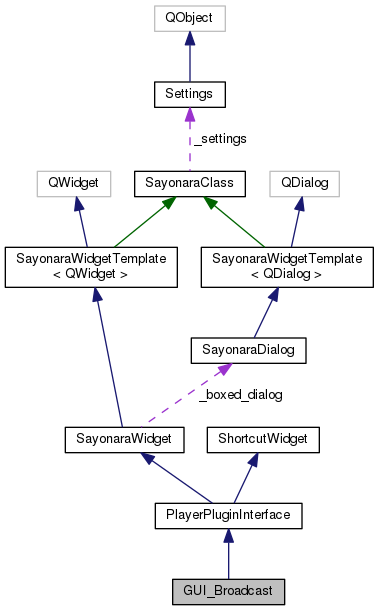 QObject
Settings
_settings
QWidget
SayonaraClass
QDialog
SayonaraWidgetTemplate
< QWidget >
SayonaraWidgetTemplate
< QDialog >
SayonaraDialog
_boxed_dialog
SayonaraWidget
ShortcutWidget
PlayerPluginInterface
GUI_Broadcast